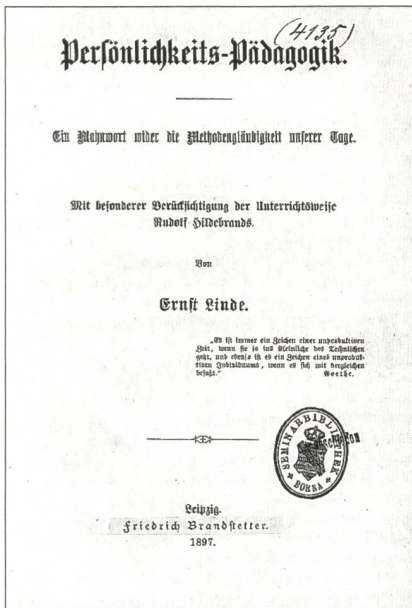 (4135)
Persönlichkeits-Pädagogik.
Ein Mahnwort wider die Methodengläubigkeit unserer Tage.
Mit besonderer Berücksichtigung der Unterrichtsweise
Rudolf Hildebrands.
Von
Ernst Linde.
„Es ist immer ein Zeichen einer unproduktiven
Zeit, wenn sie so ins Kleinliche des Technischen
geht, und ebenso ist es ein Zeichen eines unproduk-
tiven Individuums, wenn es sich mit dergleichen
befaßt.“ Goethe.
SEMINARBIBLIOTHEK
BORNA
Leipzig.
Friedrich Brandstetter.
1897.